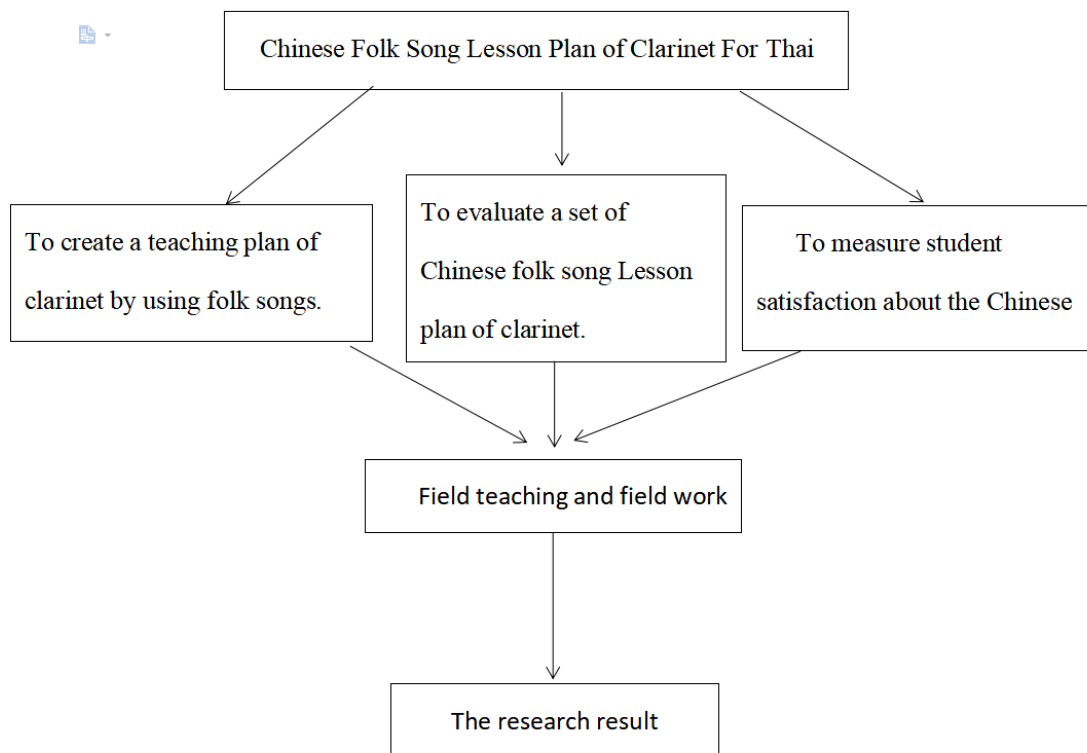 Chinese Folk Song Lesson Plan of Clarinet For Thai
To create a teaching plan of
clarinet by using folk songs.
To evaluate a set of
Chinese folk song Lesson
plan of clarinet.
To measure student
satisfaction about the Chinese
Field teaching and field work
The research result